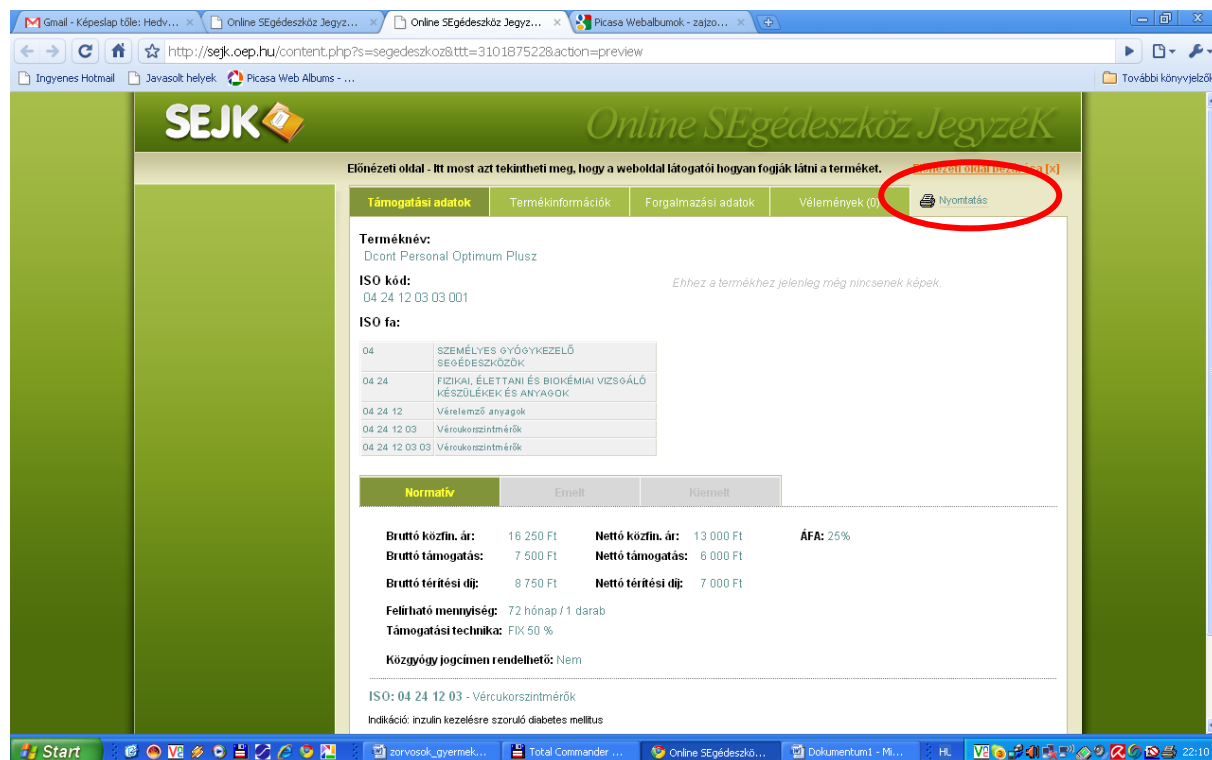 Gmail - Képeslap tőle: Hedv...
Online SEgédeszköz Jegyz...
Online SEgédeszköz Jegyz...
Picasa Webalbumok - zajzo...
http://sejk.oep.hu/content.php?s=segedeszkoz&ttt=310187522&action=preview
Ingyenes Hotmail
Javasolt helyek
Picasa Web Albums - ...
További könyvjelzők
SEJK
Online SEgédeszköz JegyzéK
Előnézeti oldal - Itt most azt tekintheti meg, hogy a weboldal látogatói hogyan fogják látni a terméket.
Előnézeti oldal bezárása [x]
Támogatási adatok
Termékinformációk
Forgalmazási adatok
Vélemények (0)
Nyomtatás
Terméknév:
Dcont Personal Optimum Plusz
ISO kód:
04 24 12 03 03 001
Ehhez a termékhez jelenleg még nincsenek képek.
ISO fa:
04 SZEMÉLYES GYÓGYKEZELŐ
SEGÉDESZKÖZÖK
04 24 FIZIKAI, ÉLETTANI ÉS BIOKÉMIAI VIZSGÁLÓ
KÉSZÜLÉKEK ÉS ANYAGOK
04 24 12 Vérelemző anyagok
04 24 12 03 Vércukorszintmérők
04 24 12 03 03 Vércukorszintmérők
Normatív
Emelt
Kiemelt
Bruttó közfin. ár: 16 250 Ft Nettó közfin. ár: 13 000 Ft ÁFA: 25%
Bruttó támogatás: 7 500 Ft Nettó támogatás: 6 000 Ft
Bruttó térítési díj: 8 750 Ft Nettó térítési díj: 7 000 Ft
Felírható mennyiség: 72 hónap / 1 darab
Támogatási technika: FIX 50 %
Közgyógy jogcímen rendelhető: Nem
ISO: 04 24 12 03 - Vércukorszintmérők
Indikáció: inzulin kezelésre szoruló diabetes mellitus
Start
zorvosok_gyermek...
Total Commander ...
Online SEgédeszkö...
Dokumentum1 - Mi...
HL
22:10